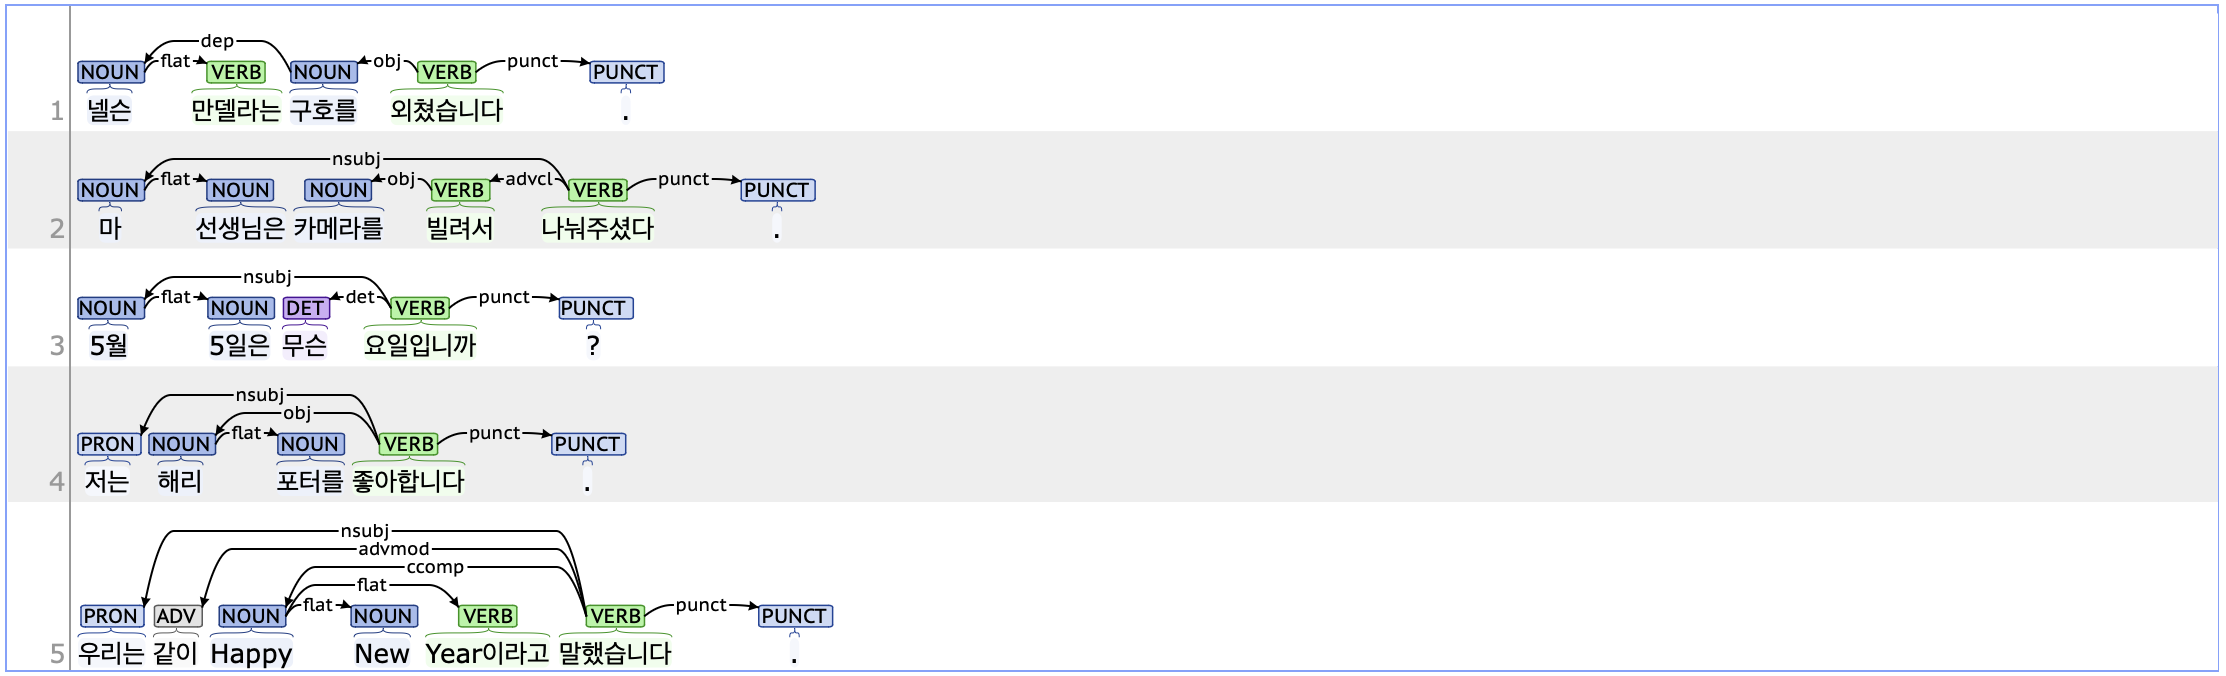 dep
flat obj punct
NOUN VERB NOUN VERB PUNCT
1 넬슨 만델라는 구호를 외쳤습니다 .
nsubj
flat obj advcl punct
NOUN NOUN NOUN VERB VERB PUNCT
2 마 선생님은 카메라를 빌려서 나눠주셨다 .
nsubj
flat det punct
NOUN NOUN DET VERB PUNCT
3 5월 5일은 무슨 요일입니까 ?
nsubj
obj
flat punct
PRON NOUN NOUN VERB PUNCT
4 저는 해리 포터를 좋아합니다 .
nsubj
advmod
ccomp
flat
flat punct
PRON ADV NOUN NOUN VERB VERB PUNCT
5 우리는 같이 Happy New Year이라고 말했습니다 .